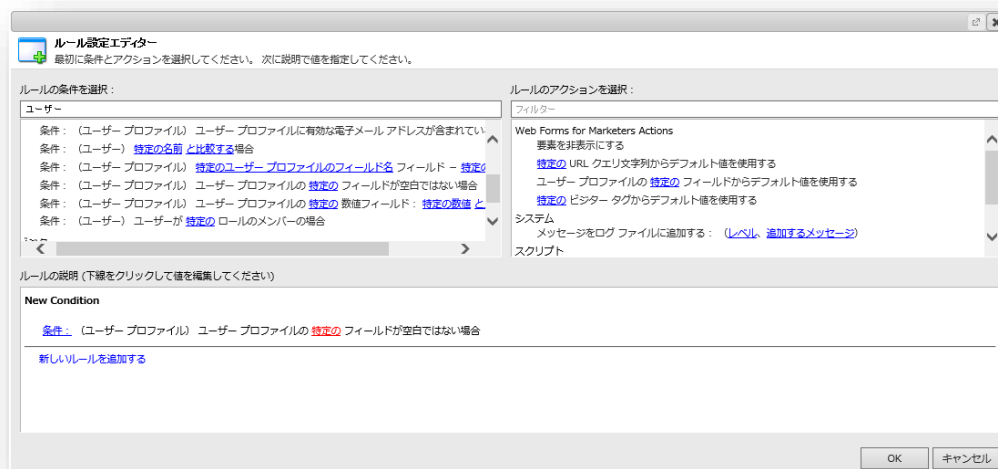 ルール設定エディター
最初に条件とアクションを選択してください。 次に説明で値を指定してください。
ルールの条件を選択：
ユーザー
条件： （ユーザー プロファイル） ユーザー プロファイルに有効な電子メール アドレスが含まれてい
条件： （ユーザー） 特定の名前 と比較する場合
条件： （ユーザー プロファイル） 特定のユーザー プロファイルのフィールド名 フィールド － 特定の
条件： （ユーザー プロファイル） ユーザー プロファイルの 特定の フィールドが空白ではない場合
条件： （ユーザー プロファイル） ユーザー プロファイルの 特定の 数値フィールド： 特定の数値 と
条件： （ユーザー） ユーザーが 特定の ロールのメンバーの場合
ルールのアクションを選択：
フィルター
Web Forms for Marketers Actions
要素を非表示にする
特定の URL クエリ文字列からデフォルト値を使用する
ユーザー プロファイルの 特定の フィールドからデフォルト値を使用する
特定の ビジター タグからデフォルト値を使用する
システム
メッセージをログ ファイルに追加する： （レベル、追加するメッセージ）
スクリプト
ルールの説明 (下線をクリックして値を編集してください)
New Condition
条件： （ユーザー プロファイル） ユーザー プロファイルの 特定の フィールドが空白ではない場合
新しいルールを追加する
OK
キャンセル